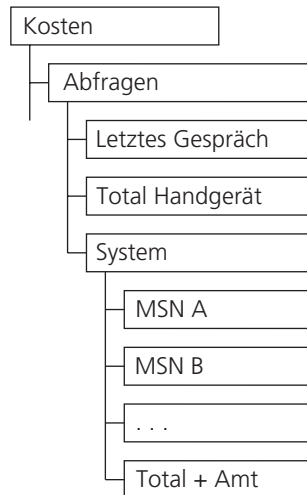 Kosten
Abfragen
Letztes Gespräch
Total Handgerät
System
MSN A
MSN B
. . .
Total + Amt